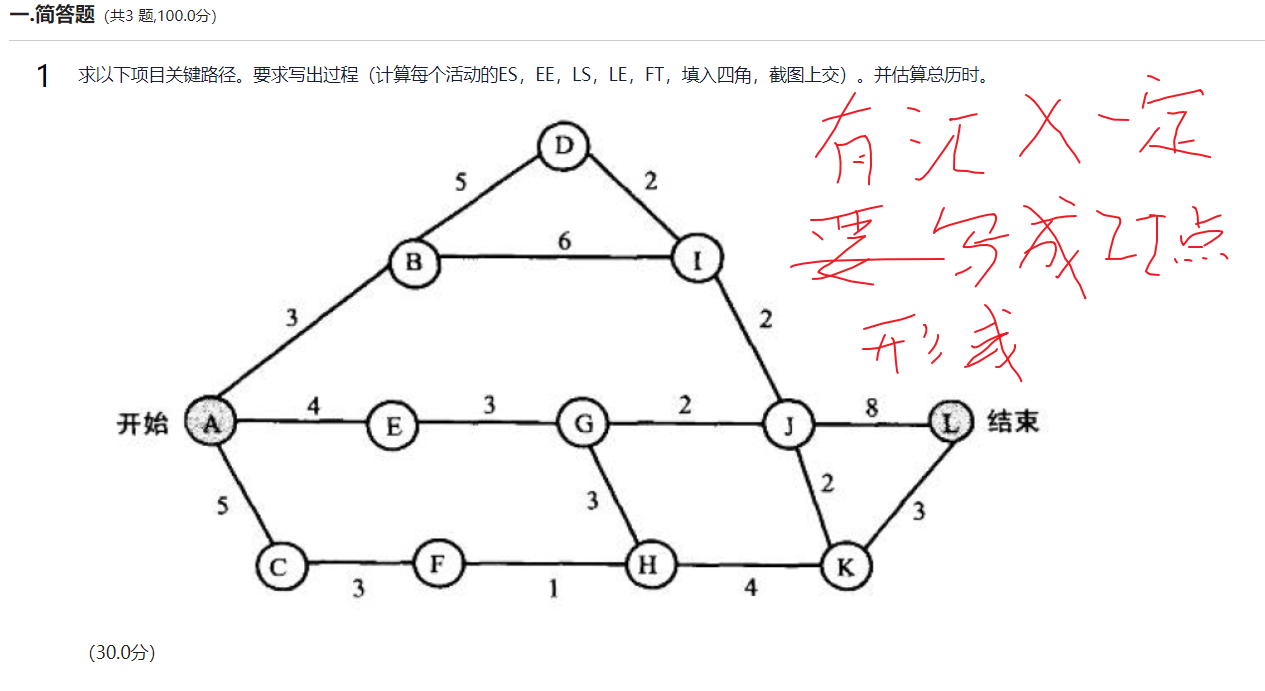 一.简答题 (共3 题,100.0分)
1 求以下项目关键路径。要求写出过程（计算每个活动的ES，EE，LS，LE，FT，填入四角，截图上交）。并估算总历时。
有汇入一定
要写成过点
形式
D
5
2
B
6
I
3
2
开始
A
4
E
3
G
2
J
8
L
结束
5
3
2
3
C
3
F
1
H
4
K
(30.0分)